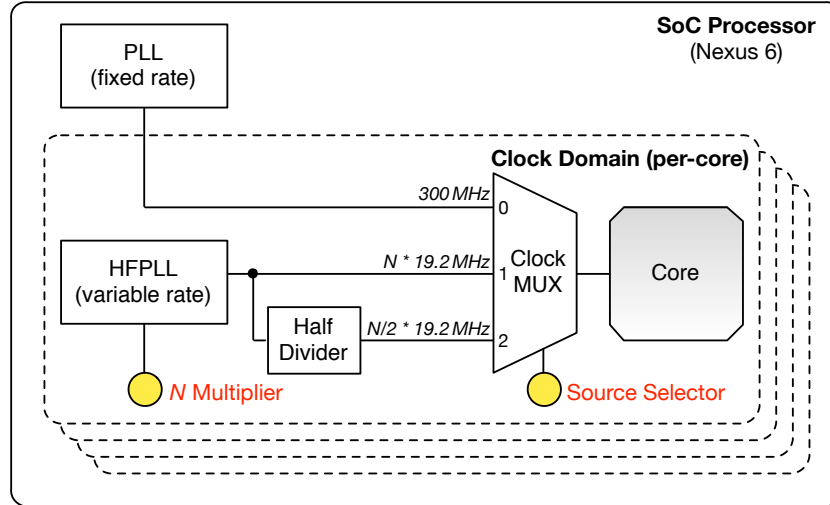 SoC Processor
(Nexus 6)
PLL
(fixed rate)
Clock Domain (per-core)
300 MHz
0
HFPLL
(variable rate)
N * 19.2 MHz
1
Clock
MUX
Core
Half
Divider
N/2 * 19.2 MHz
2
N Multiplier
Source Selector